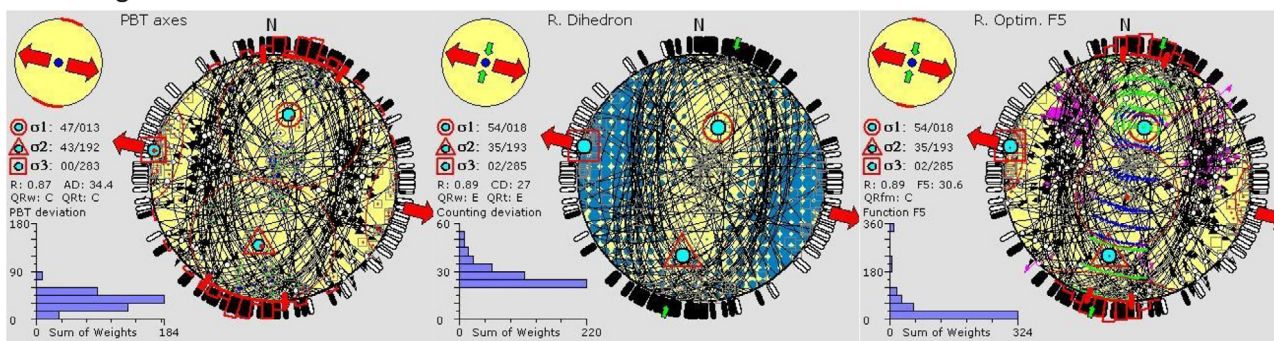 PBT axes
N
σ1: 47/013
σ2: 43/192
σ3: 00/283
R: 0.87 AD: 34.4
QRw: C QRt: C
PBT deviation
180
90
0
0 Sum of Weights 184
R. Dihedron
N
σ1: 54/018
σ2: 35/193
σ3: 02/285
R: 0.89 CD: 27
QRw: E QRt: E
Counting deviation
60
30
0
0 Sum of Weights 220
R. Optim. F5
N
σ1: 54/018
σ2: 35/193
σ3: 02/285
R: 0.89 F5: 30.6
QRfm: C
Function F5
360
180
0
0 Sum of Weights 324